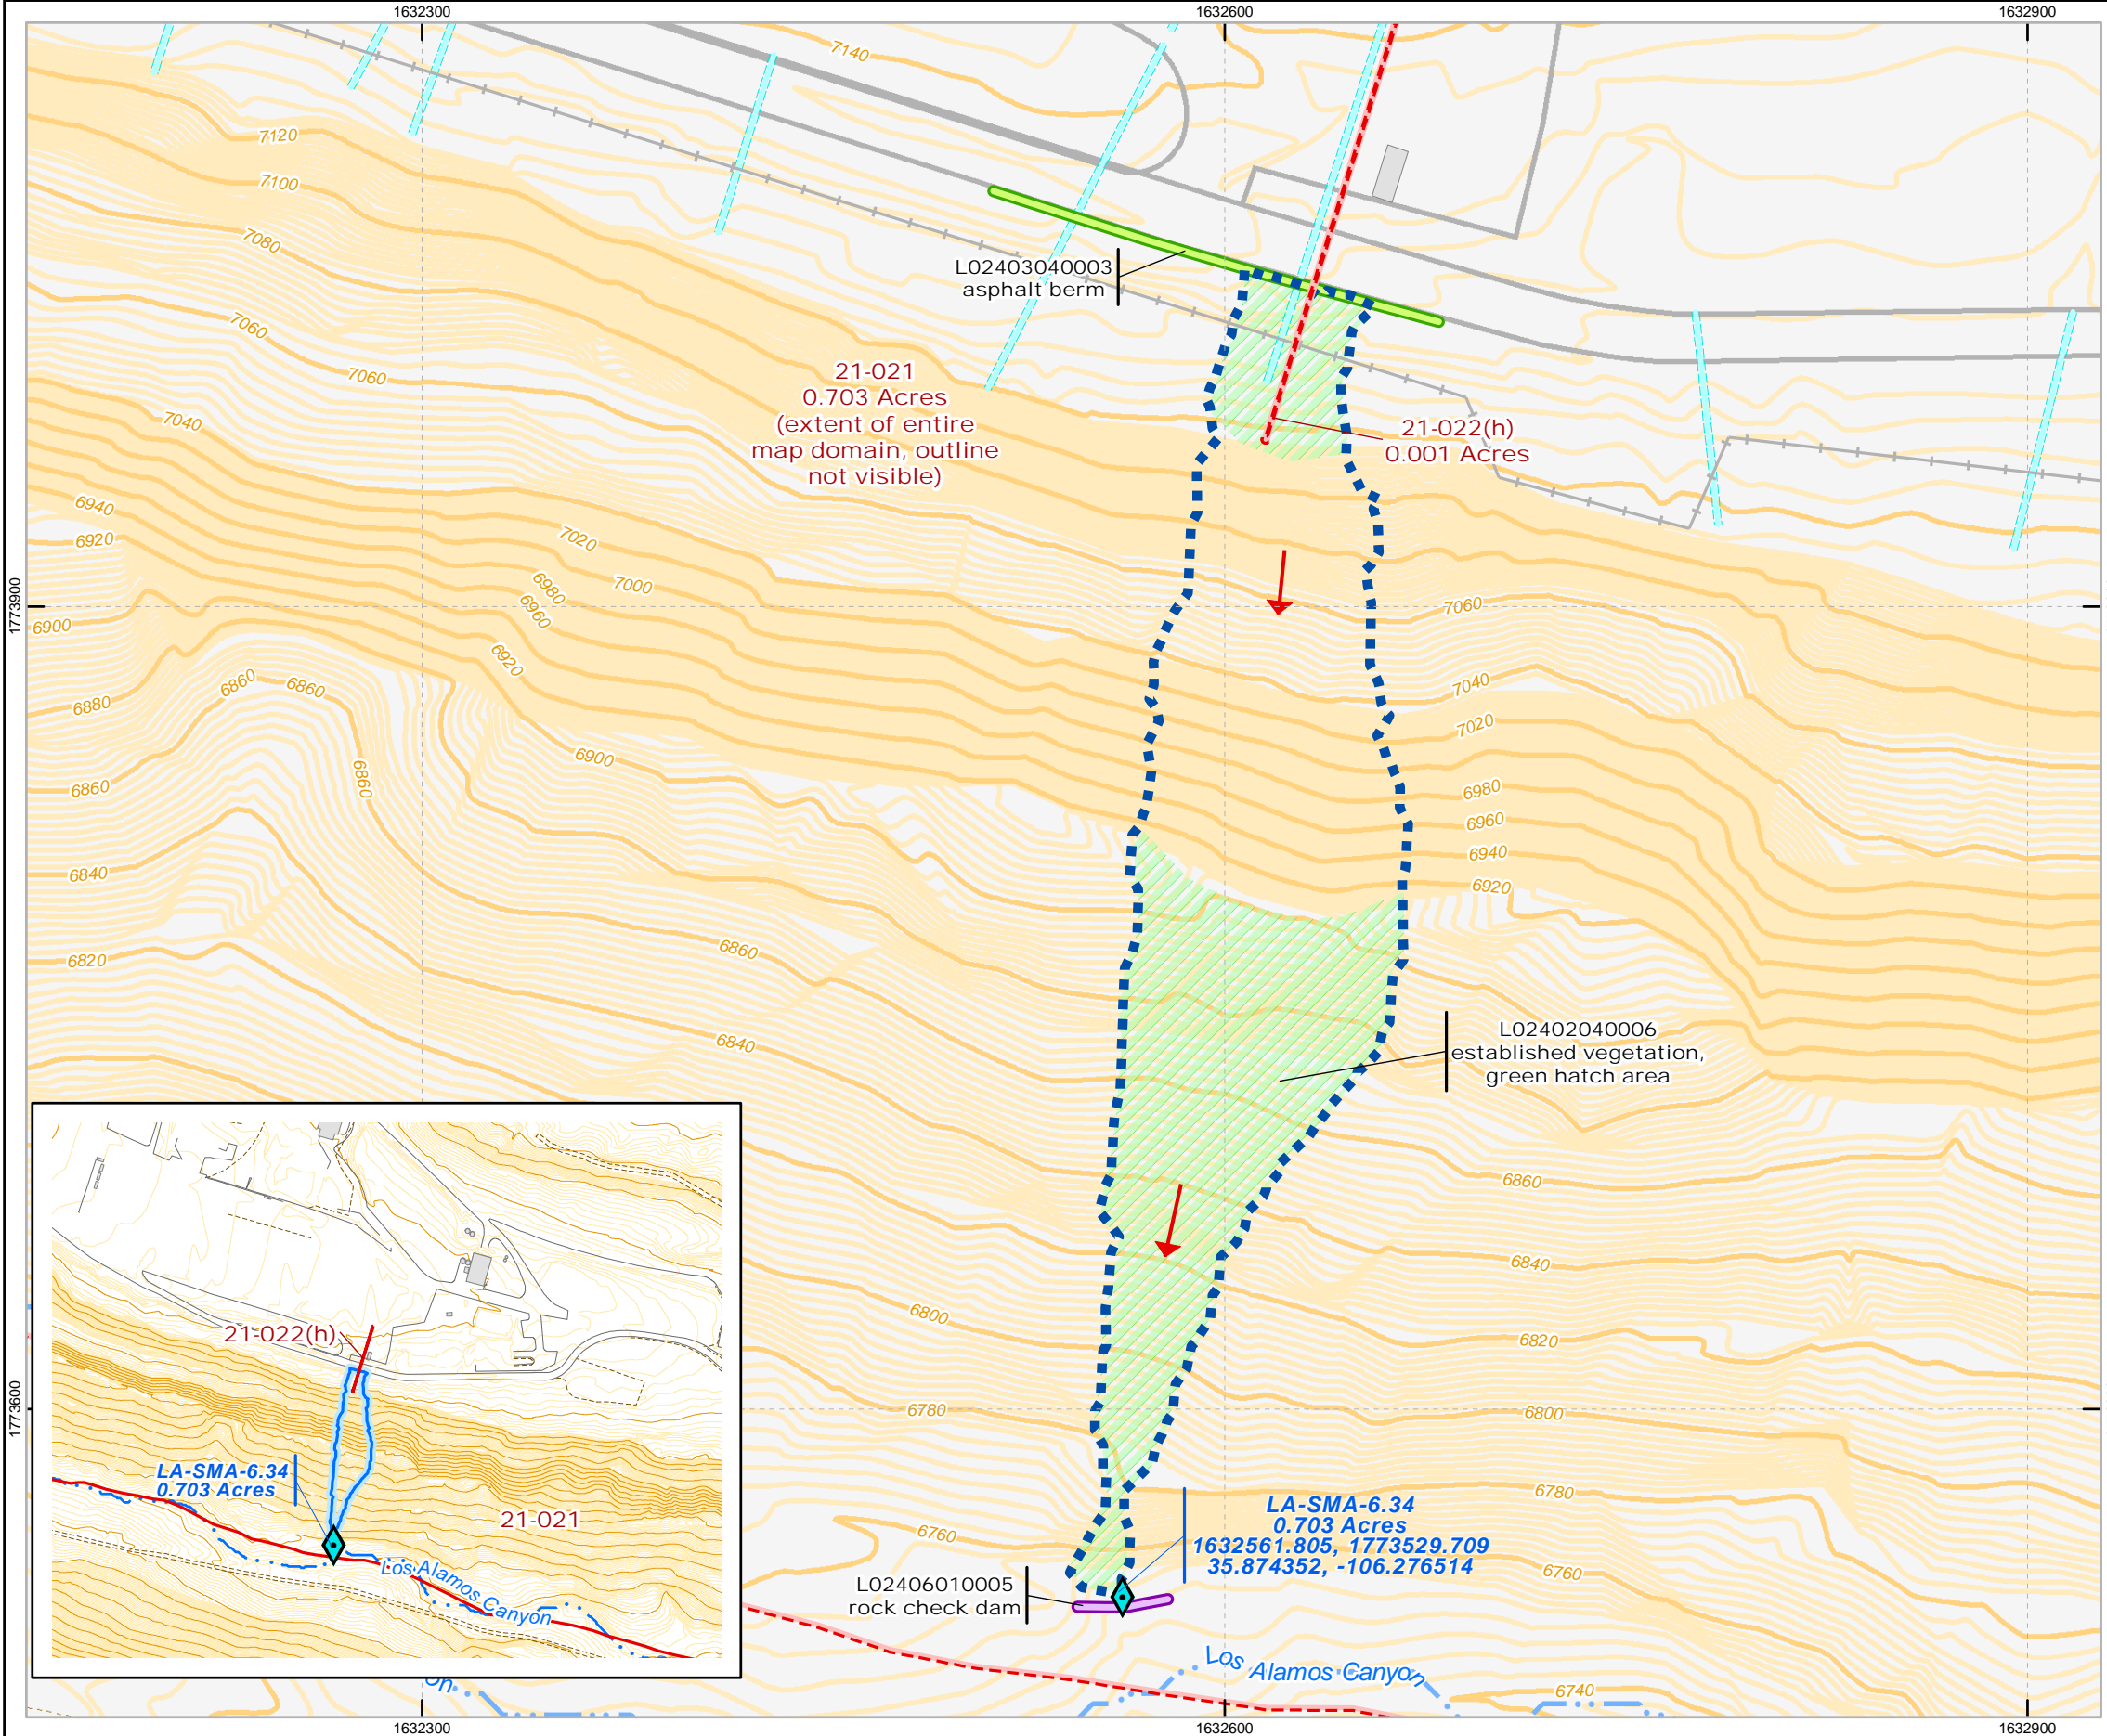 1632300
1632600
1632900
7140
7120
7100
7080
7060
7060
7040
L02403040003
asphalt berm
21-021
0.703 Acres
(extent of entire
map domain, outline
not visible)
21-022(h)
0.001 Acres
6940
6920
6900
7020
7000
6980
6960
6920
1773900
7060
7040
7020
6980
6960
6940
6920
6880
6860
6860
6860
6860
6840
6820
6900
6860
6840
L02402040006
established vegetation,
green hatch area
6860
6840
6820
6800
6800
6780
6780
6760
6760
6740
1773600
21-022(h)
LA-SMA-6.34
0.703 Acres
21-021
Los Alamos Canyon
LA-SMA-6.34
0.703 Acres
1632561.805, 1773529.709
35.874352, -106.276514
L02406010005
rock check dam
Los Alamos Canyon
on
1632300
1632600
1632900